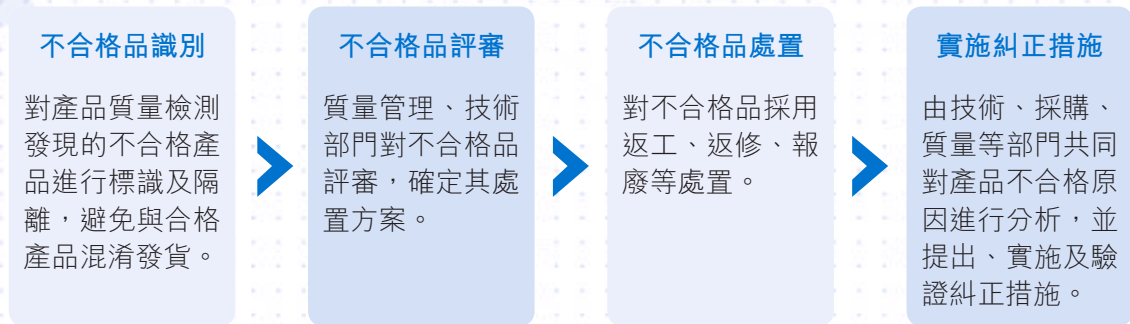 不合格品識別
對產品質量檢測
發現的不合格產
品進行標識及隔
離，避免與合格
產品混淆發貨。
不合格品評審
質量管理、技術
部門對不合格品
評審，確定其處
置方案。
不合格品處置
對不合格品採用
返工、返修、報
廢等處置。
實施糾正措施
由技術、採購、
質量等部門共同
對產品不合格原
因進行分析，並
提出、實施及驗
證糾正措施。